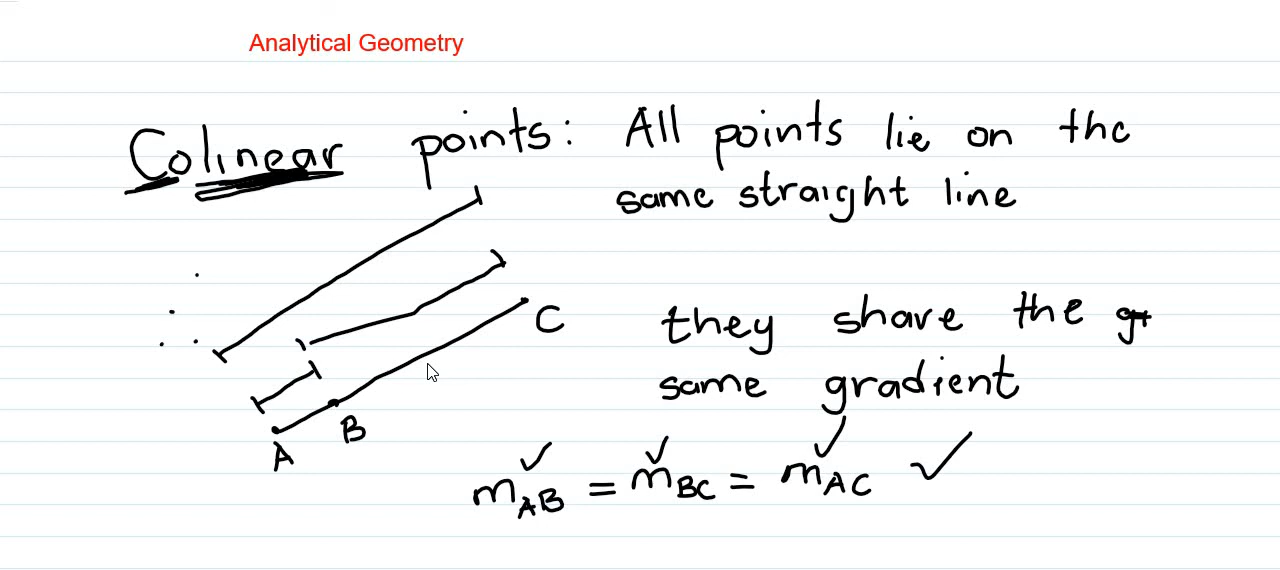 Analytical Geometry
Colinear points: All points lie on the
same straight line
C
they share the
same gradient
B
A
m_AB = m_BC = m_AC ✓